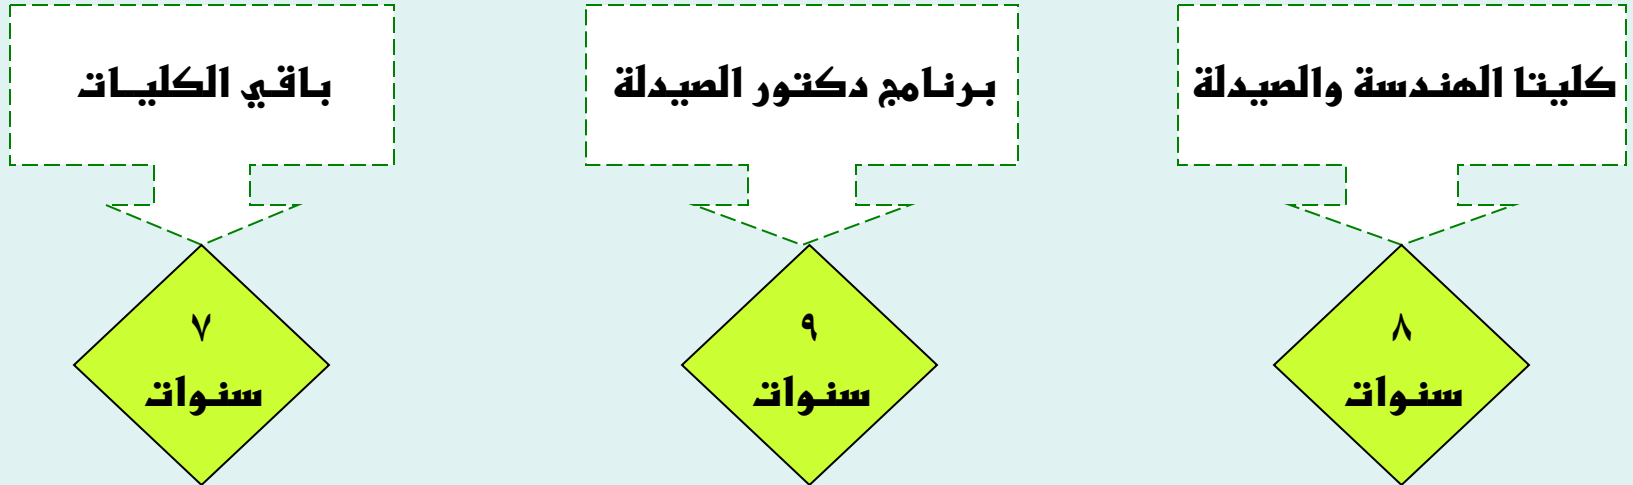 كليتا الهندسة والصيدلة
برنامج دكتور الصيدلة
باقي الكليات
٨
سنوات
٩
سنوات
٧
سنوات